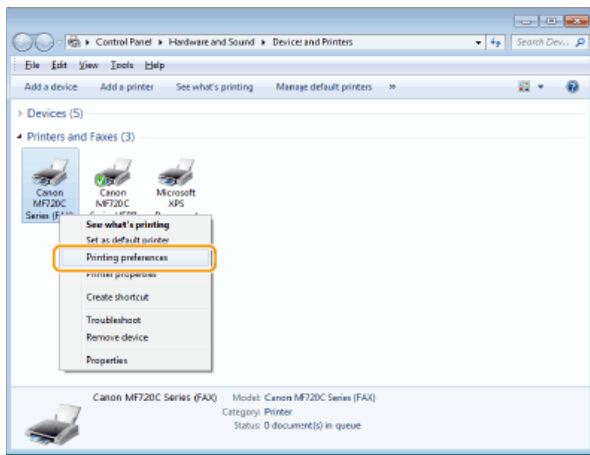 Control Panel ▸ Hardware and Sound ▸ Devices and Printers
Search Dev...
File Edit View Tools Help
Add a device Add a printer See what's printing Manage default printers »
Devices (5)
Printers and Faxes (3)
Canon MF720C Series (F
Canon MF720C
Microsoft XPS
See what's printing
Set as default printer
Printing preferences
Printer properties
Create shortcut
Troubleshoot
Remove device
Properties
Canon MF720C Series (FAX) Model: Canon MF720C Series (FAX)
Category: Printer
Status: 0 document(s) in queue